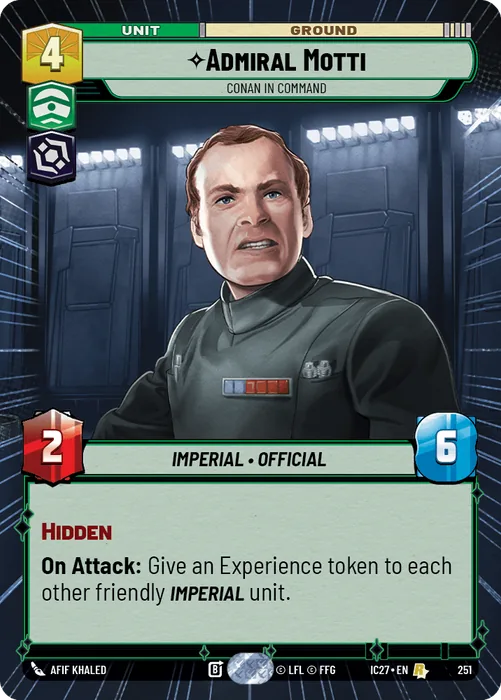 UNIT GROUND
4
✧ADMIRAL MOTTI
CONAN IN COMMAND
2
IMPERIAL • OFFICIAL
6
HIDDEN
On Attack: Give an Experience token to each
other friendly IMPERIAL unit.
AFIF KHALED B © LFL © FFG IC27•EN R 251